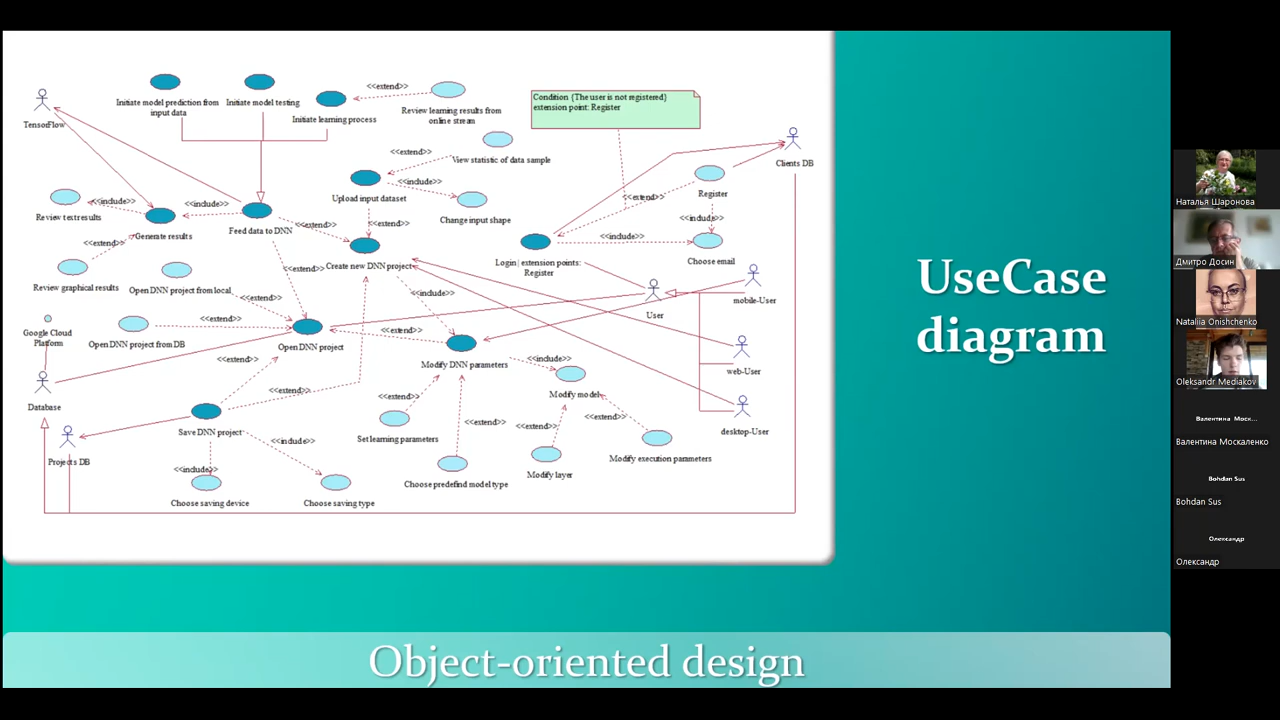 <<extend>>
Initiate model prediction from
input data
Initiate model testing
Initiate learning process
Review learning results from
online stream
Condition {The user is not registered}
extension point: Register
TensorFlow
Clients DB
<<extend>>
View statistic of data sample
<<include>>
Upload input dataset
Change input shape
Register
<<extend>>
<<include>>
Review text results
<<include>>
<<include>>
Generate results
<<extend>>
Feed data to DNN
<<extend>>
<<extend>>
<<include>>
Login | extension points:
Register
Choose email
Review graphical results
Open DNN project from local
<<extend>>
Create new DNN project
<<extend>>
<<include>>
User
mobile-User
Google Cloud
Platform
Open DNN project from DB
<<extend>>
Open DNN project
<<extend>>
<<extend>>
Modify DNN parameters
<<include>>
web-User
Database
<<extend>>
<<extend>>
Modify model
<<extend>>
<<extend>>
<<extend>>
Save DNN project
<<include>>
Set learning parameters
desktop-User
Projects DB
<<include>>
Choose predefind model type
Modify layer
Modify execution parameters
Choose saving device
Choose saving type
UseCase
diagram
Object-oriented design
Наталья Шаронова
Дмитро Досин
Nataliia Onishchenko
Oleksandr Mediakov
Валентина Моск...
Валентина Москаленко
Bohdan Sus
Bohdan Sus
Олександр
Олександр